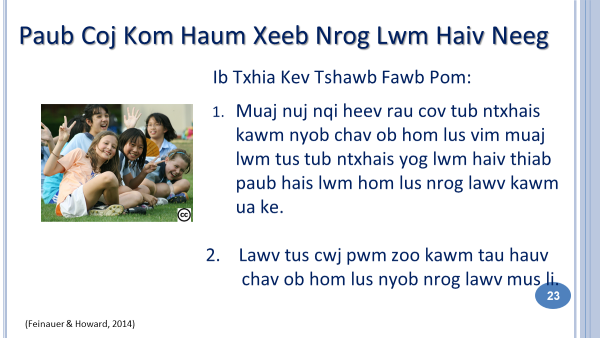 Paub Coj Kom Haum Xeeb Nrog Lwm Haiv Neeg
Ib Txhia Kev Tshawb Fawb Pom:
1. Muaj nuj nqi heev rau cov tub ntxhais
kawm nyob chav ob hom lus vim muaj
lwm tus tub ntxhais yog lwm haiv thiab
paub hais lwm hom lus nrog lawv kawm
ua ke.
2. Lawv tus cwj pwm zoo kawm tau hauv
chav ob hom lus nyob nrog lawv mus li.
23
(Feinauer & Howard, 2014)